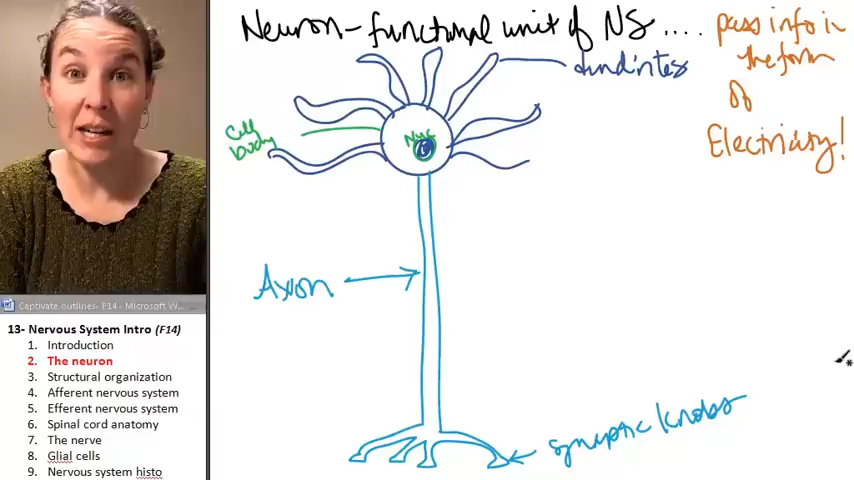 Neuron - functional unit of NS....
pass info in
the form
of
Electricity!
dendrites
Cell
body
Nuc
Axon
synaptic knobs
Captivate outlines- F14 - Microsoft W...
13- Nervous System Intro (F14)
1. Introduction
2. The neuron
3. Structural organization
4. Afferent nervous system
5. Efferent nervous system
6. Spinal cord anatomy
7. The nerve
8. Glial cells
9. Nervous system histo